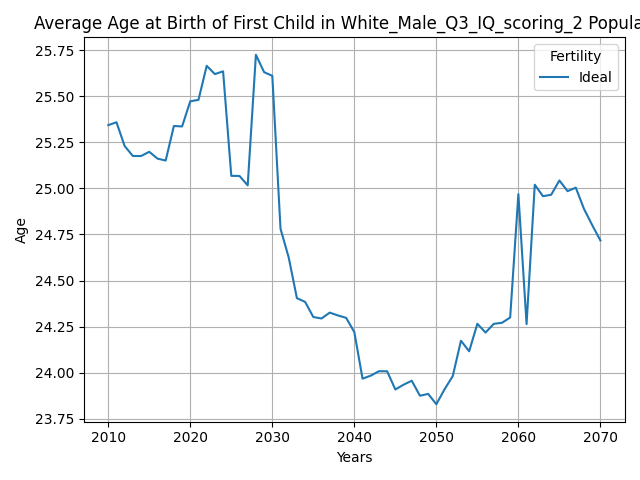 Average Age at Birth of First Child in White_Male_Q3_IQ_scoring_2
Fertility
Ideal
25.75
25.50
25.25
25.00
24.75
24.50
24.25
24.00
23.75
Age
2010 2020 2030 2040 2050 2060 2070
Years